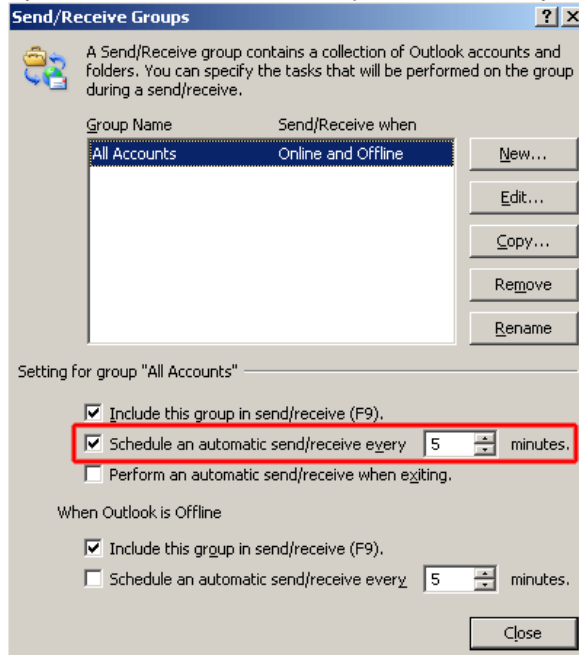 Send/Receive Groups
A Send/Receive group contains a collection of Outlook accounts and
folders. You can specify the tasks that will be performed on the group
during a send/receive.
Group Name Send/Receive when
All Accounts Online and Offline
New...
Edit...
Copy...
Remove
Rename
Setting for group "All Accounts"
Include this group in send/receive (F9).
Schedule an automatic send/receive every 5 minutes.
Perform an automatic send/receive when exiting.
When Outlook is Offline
Include this group in send/receive (F9).
Schedule an automatic send/receive every 5 minutes.
Close